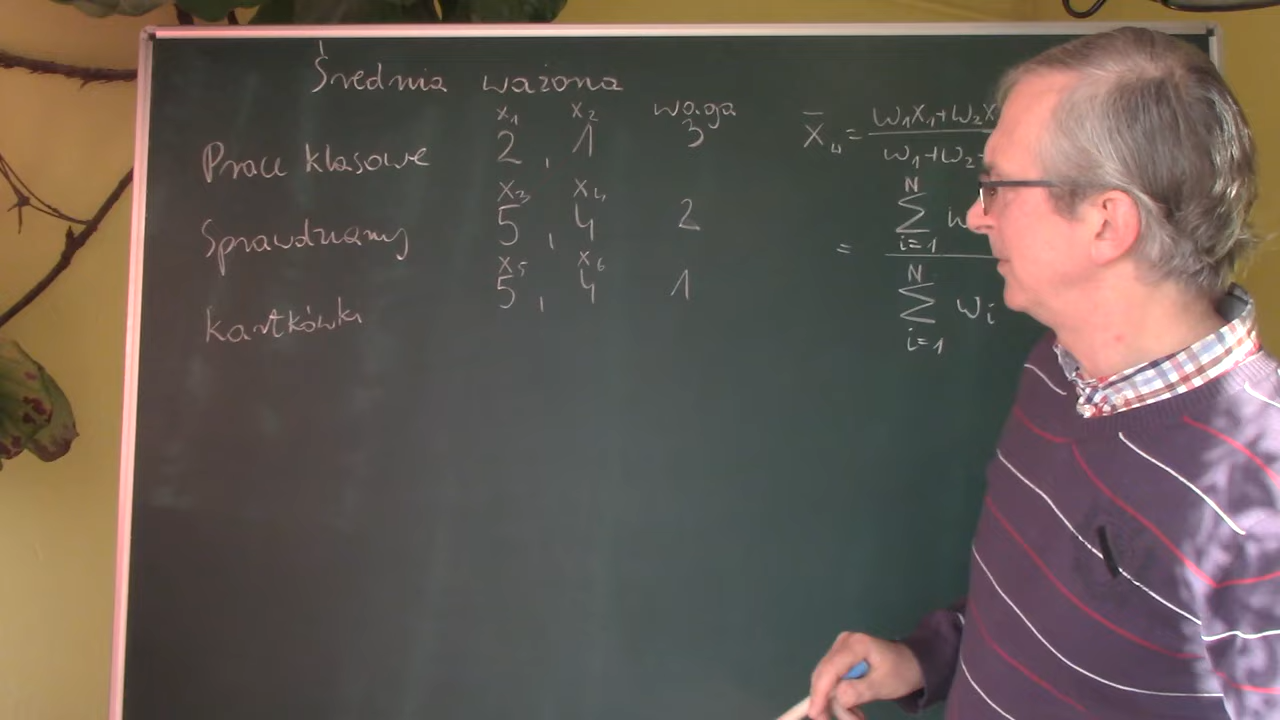 Średnia ważona
x₁ x₂ waga
Prace klasowe 2, 1 3
x₃ x₄
Sprawdziany 5, 4 2
x₅ x₆
kartkówki 5, 4 1
x̄ᵤ = w₁x₁+w₂x
w₁+w₂
= N
∑ w
i=1
N
∑ wᵢ
i=1